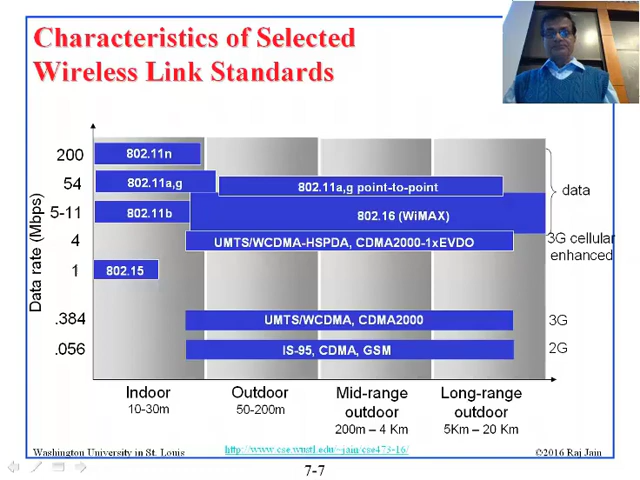 Characteristics of Selected
Wireless Link Standards
Data rate (Mbps)
200
802.11n
54
802.11a,g
802.11a,g point-to-point
data
5-11
802.11b
802.16 (WiMAX)
4
UMTS/WCDMA-HSPDA, CDMA2000-1xEVDO
3G cellular
enhanced
1
802.15
.384
UMTS/WCDMA, CDMA2000
3G
.056
IS-95, CDMA, GSM
2G
Indoor
10-30m
Outdoor
50-200m
Mid-range
outdoor
200m – 4 Km
Long-range
outdoor
5Km – 20 Km
Washington University in St. Louis
http://www.cse.wustl.edu/~jain/cse473-16/
©2016 Raj Jain
7-7